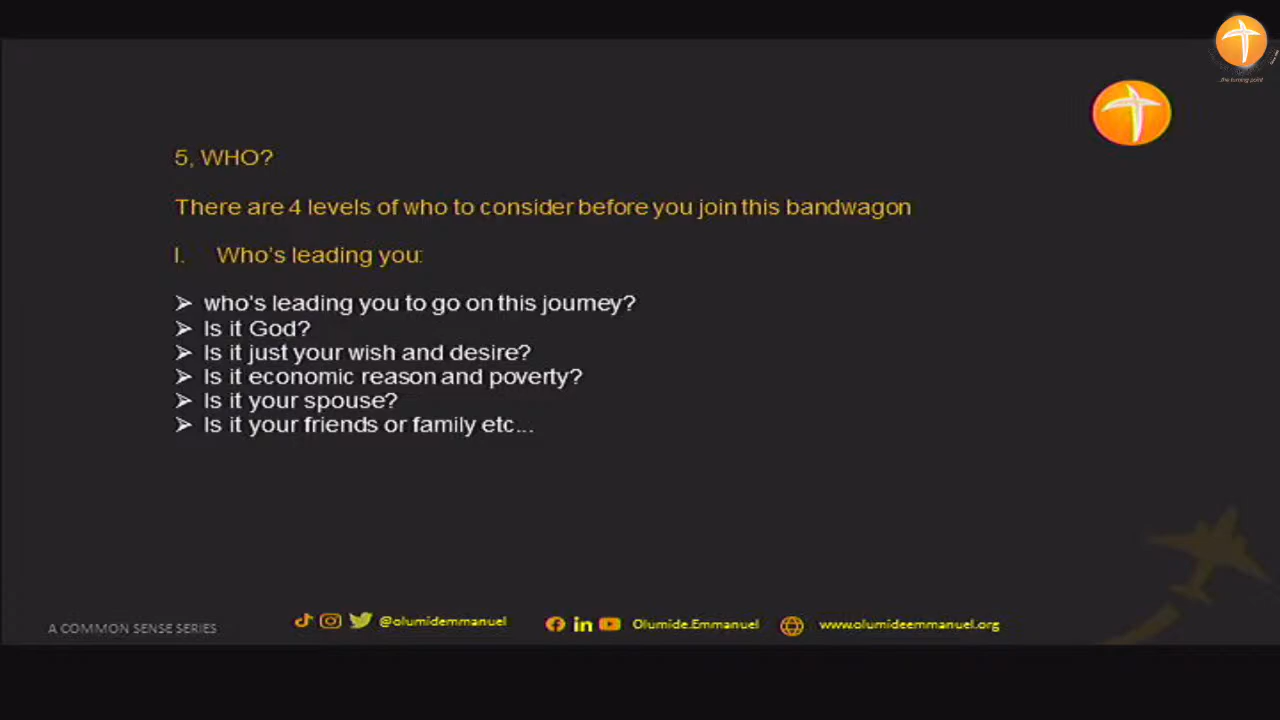 ...the turning point
5, WHO?
There are 4 levels of who to consider before you join this bandwagon
I. Who's leading you:
➢ who's leading you to go on this journey?
➢ Is it God?
➢ Is it just your wish and desire?
➢ Is it economic reason and poverty?
➢ Is it your spouse?
➢ Is it your friends or family etc...
A COMMON SENSE SERIES
@olumidemmanuel
Olumide.Emmanuel
www.olumideemmanuel.org